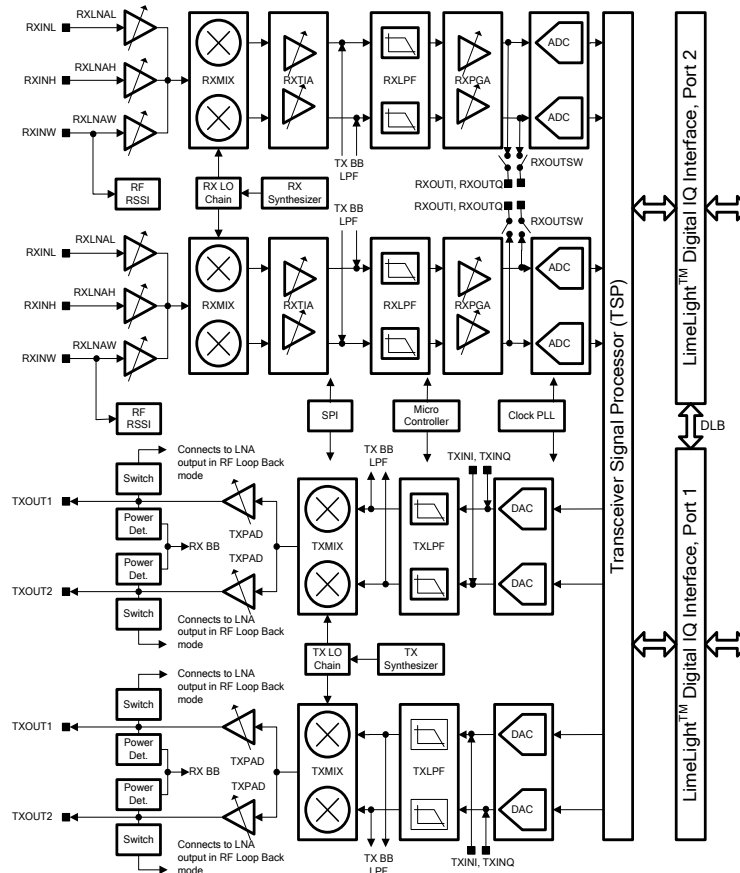 RXINL
RXLNAL
RXINH
RXLNAH
RXINW
RXLNAW
RF
RSSI
RXMIX
RXTIA
RXLPF
RXPGA
ADC
ADC
TX BB
LPF
TX BB
LPF
RX LO
Chain
RX
Synthesizer
RXOUTI, RXOUTQ
RXOUTSW
RXOUTI, RXOUTQ
RXOUTSW
RXINL
RXLNAL
RXINH
RXLNAH
RXINW
RXLNAW
RF
RSSI
RXMIX
RXTIA
RXLPF
RXPGA
ADC
ADC
SPI
Micro
Controller
Clock PLL
Connects to LNA
output in RF Loop Back
mode
Switch
TXOUT1
Power
Det.
Power
Det.
RX BB
TXPAD
TXPAD
TXOUT2
Switch
Connects to LNA
output in RF Loop Back
mode
TXMIX
TX BB
LPF
TXLPF
TXINI, TXINQ
DAC
DAC
TX LO
Chain
TX
Synthesizer
Connects to LNA
output in RF Loop Back
mode
Switch
TXOUT1
Power
Det.
Power
Det.
RX BB
TXPAD
TXPAD
TXOUT2
Switch
Connects to LNA
output in RF Loop Back
mode
TXMIX
TX BB
LPF
TXLPF
TXINI, TXINQ
DAC
DAC
Transceiver Signal Processor (TSP)
LimeLight™ Digital IQ Interface, Port 2
DLB
LimeLight™ Digital IQ Interface, Port 1